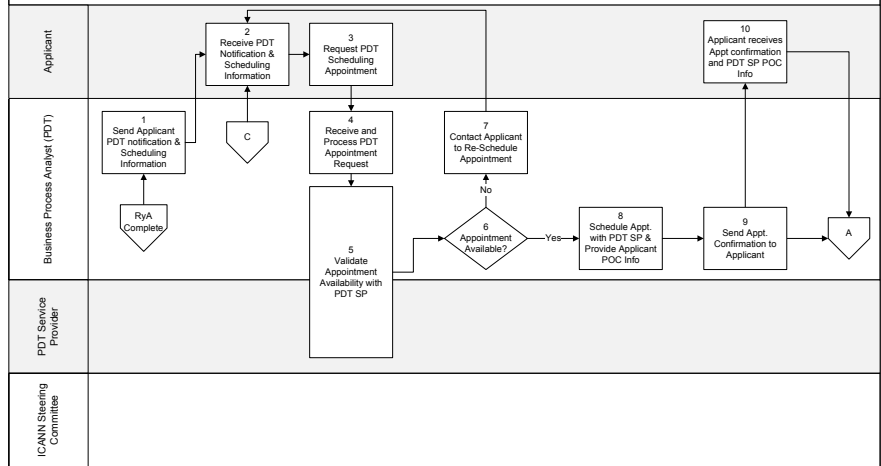 Applicant
2
Receive PDT
Notification &
Scheduling
Information
3
Request PDT
Scheduling
Appointment
10
Applicant receives
Appt confirmation
and PDT SP POC
Info
C
Business Process Analyst (PDT)
1
Send Applicant
PDT notification &
Scheduling
Information
RyA
Complete
4
Receive and
Process PDT
Appointment
Request
7
Contact Applicant
to Re-Schedule
Appointment
No
5
Validate
Appointment
Availability with
PDT SP
6
Appointment
Available?
Yes
8
Schedule Appt.
with PDT SP &
Provide Applicant
POC Info
9
Send Appt.
Confirmation to
Applicant
A
PDT Service
Provider
ICANN Steering
Committee